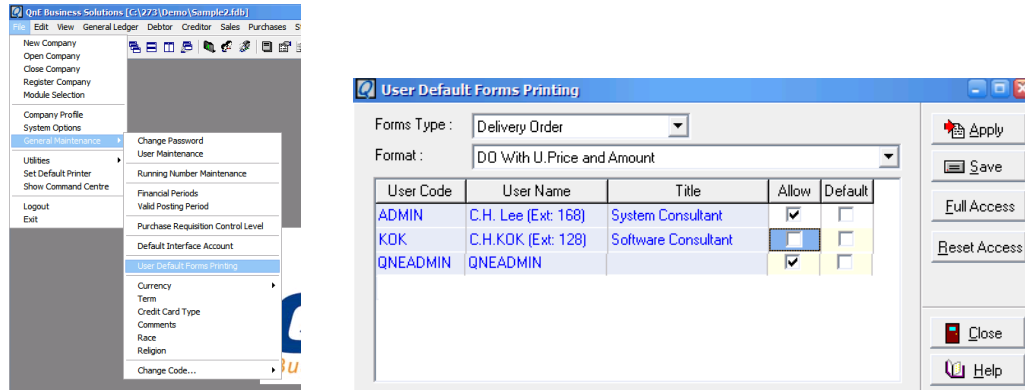 QnE Business Solutions [C:\273\Demo\Sample2.fdb]
File Edit View General Ledger Debtor Creditor Sales Purchases S
New Company
Open Company
Close Company
Register Company
Module Selection
Company Profile
System Options
General Maintenance
Utilities
Set Default Printer
Show Command Centre
Logout
Exit
Change Password
User Maintenance
Running Number Maintenance
Financial Periods
Valid Posting Period
Purchase Requisition Control Level
Default Interface Account
User Default Forms Printing
Currency
Term
Credit Card Type
Comments
Race
Religion
Change Code...
Bu
User Default Forms Printing
Forms Type : Delivery Order
Format : DO With U.Price and Amount
User Code User Name Title Allow Default
ADMIN C.H. Lee (Ext: 168) System Consultant
KOK C.H.KOK (Ext: 128) Software Consultant
QNEADMIN QNEADMIN
Apply
Save
Full Access
Reset Access
Close
Help